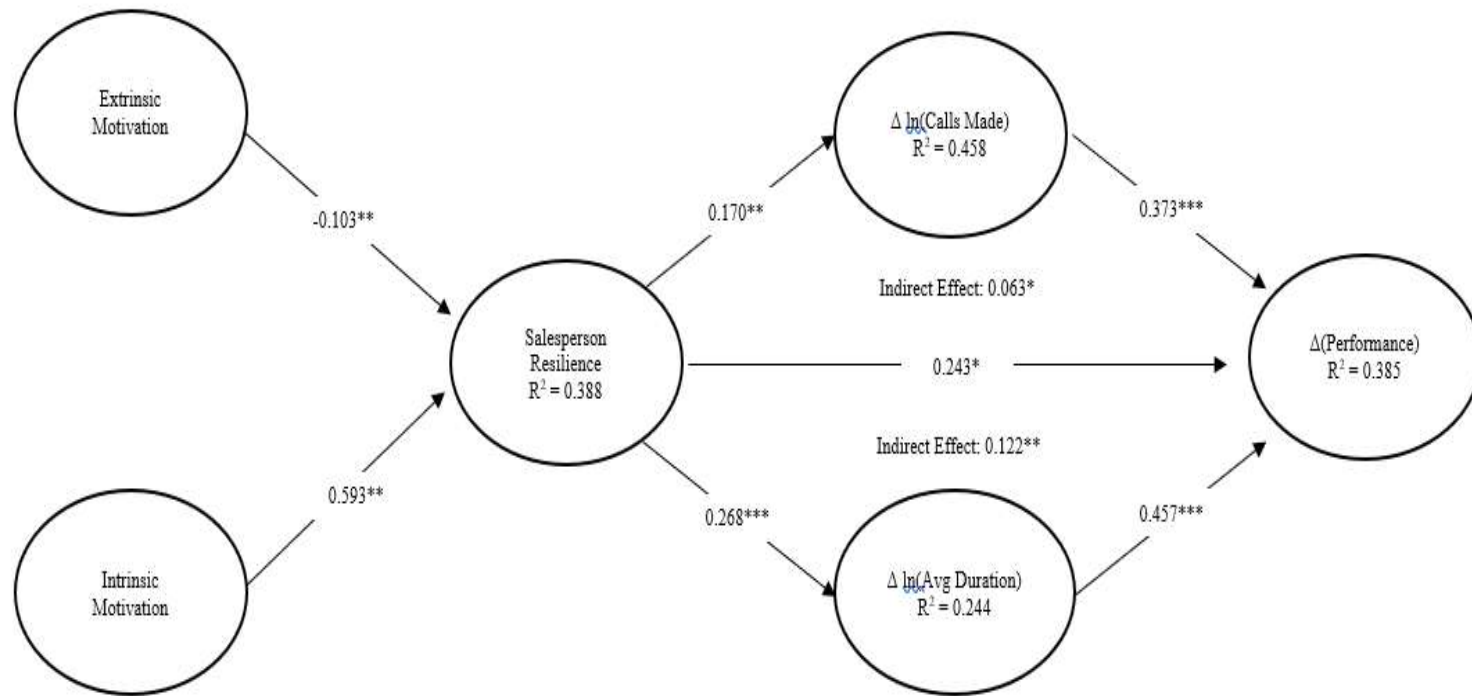 Extrinsic
Motivation
-0.103**
Intrinsic
Motivation
0.593**
Salesperson
Resilience
R² = 0.388
0.170**
Δ ln(Calls Made)
R² = 0.458
0.373***
Indirect Effect: 0.063*
0.243*
Indirect Effect: 0.122**
0.268***
Δ ln(Avg Duration)
R² = 0.244
0.457***
Δ(Performance)
R² = 0.385